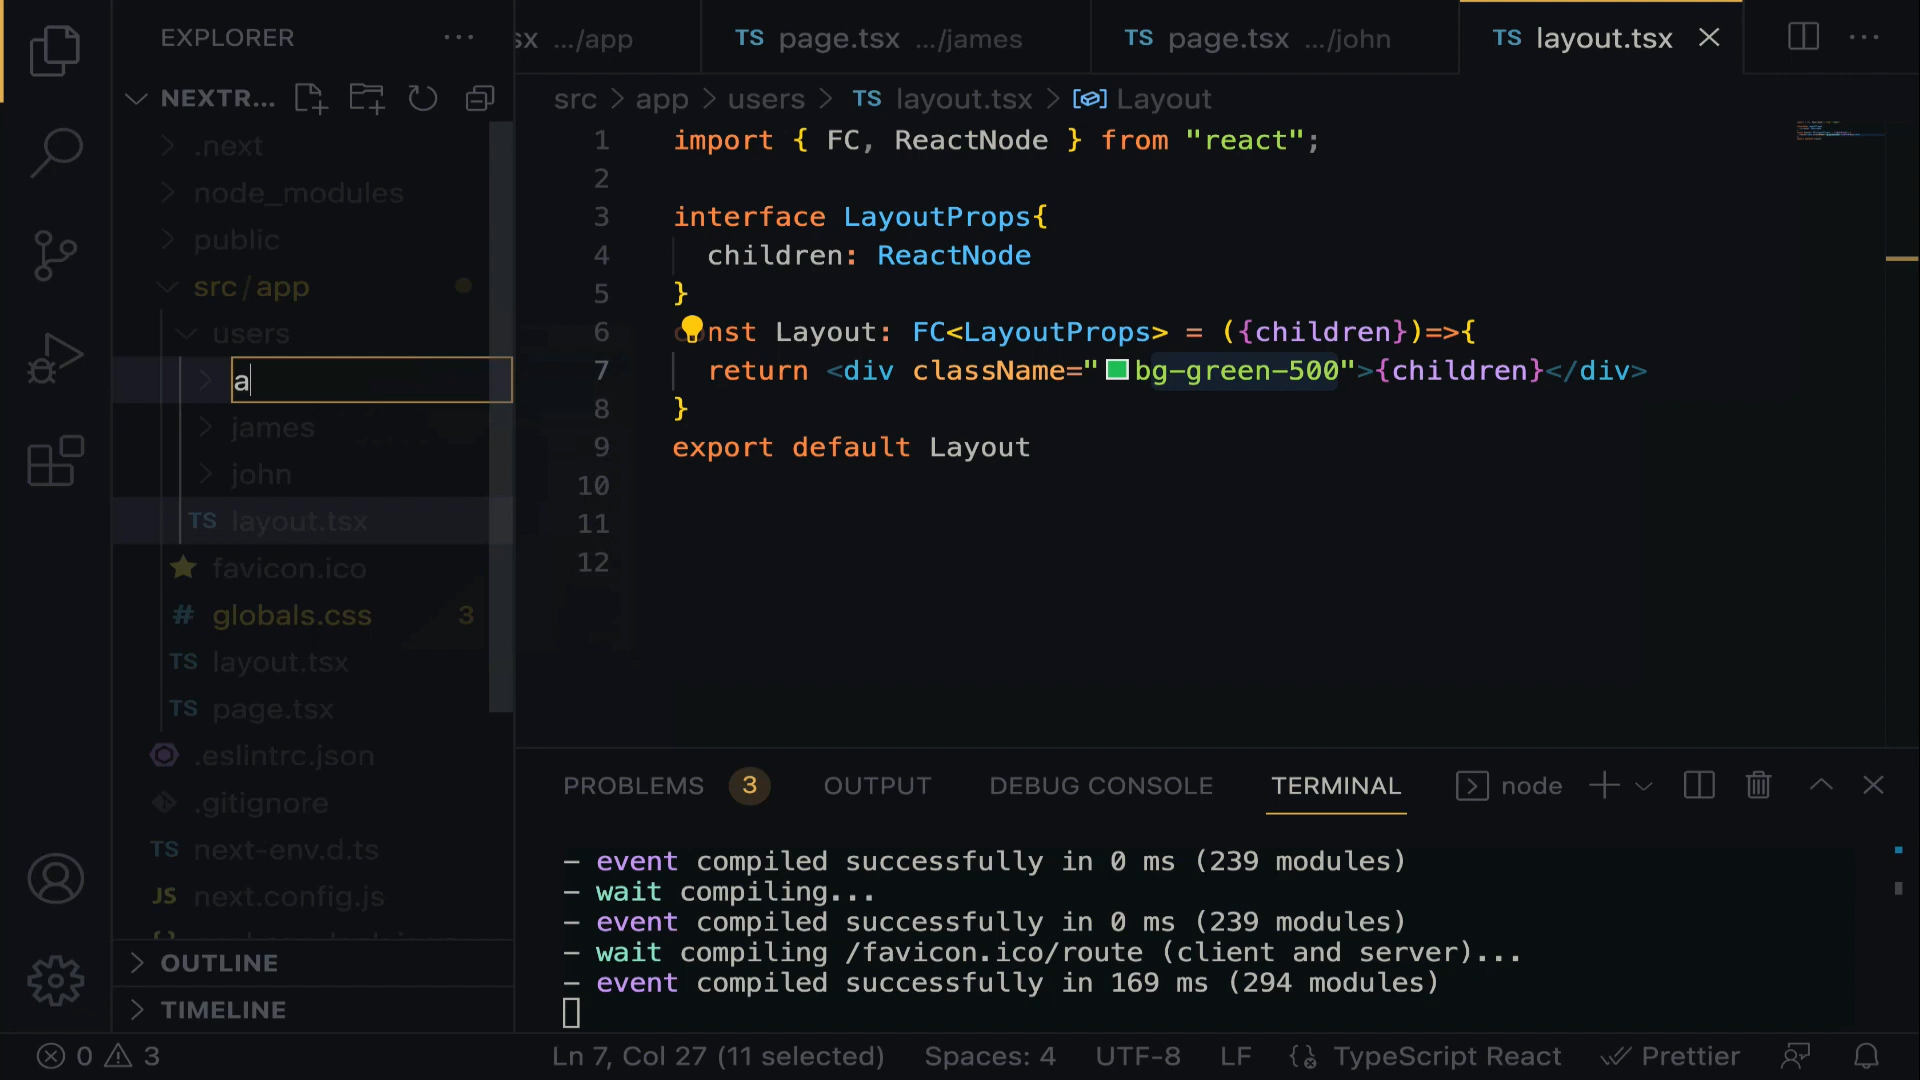 EXPLORER
NEXTR...
.next
node_modules
public
src/app
users
a
james
john
TS layout.tsx
favicon.ico
# globals.css 3
TS layout.tsx
TS page.tsx
.eslintrc.json
.gitignore
TS next-env.d.ts
JS next.config.js
OUTLINE
TIMELINE
sx .../app
TS page.tsx .../james
TS page.tsx .../john
TS layout.tsx
src > app > users > TS layout.tsx > Layout
1 import { FC, ReactNode } from "react";
2
3 interface LayoutProps{
4 children: ReactNode
5 }
6 const Layout: FC<LayoutProps> = ({children})=>{
7 return <div className="bg-green-500">{children}</div>
8 }
9 export default Layout
10
11
12
PROBLEMS 3 OUTPUT DEBUG CONSOLE TERMINAL node
– event compiled successfully in 0 ms (239 modules)
– wait compiling...
– event compiled successfully in 0 ms (239 modules)
– wait compiling /favicon.ico/route (client and server)...
– event compiled successfully in 169 ms (294 modules)
0 3 Ln 7, Col 27 (11 selected) Spaces: 4 UTF-8 LF TypeScript React Prettier